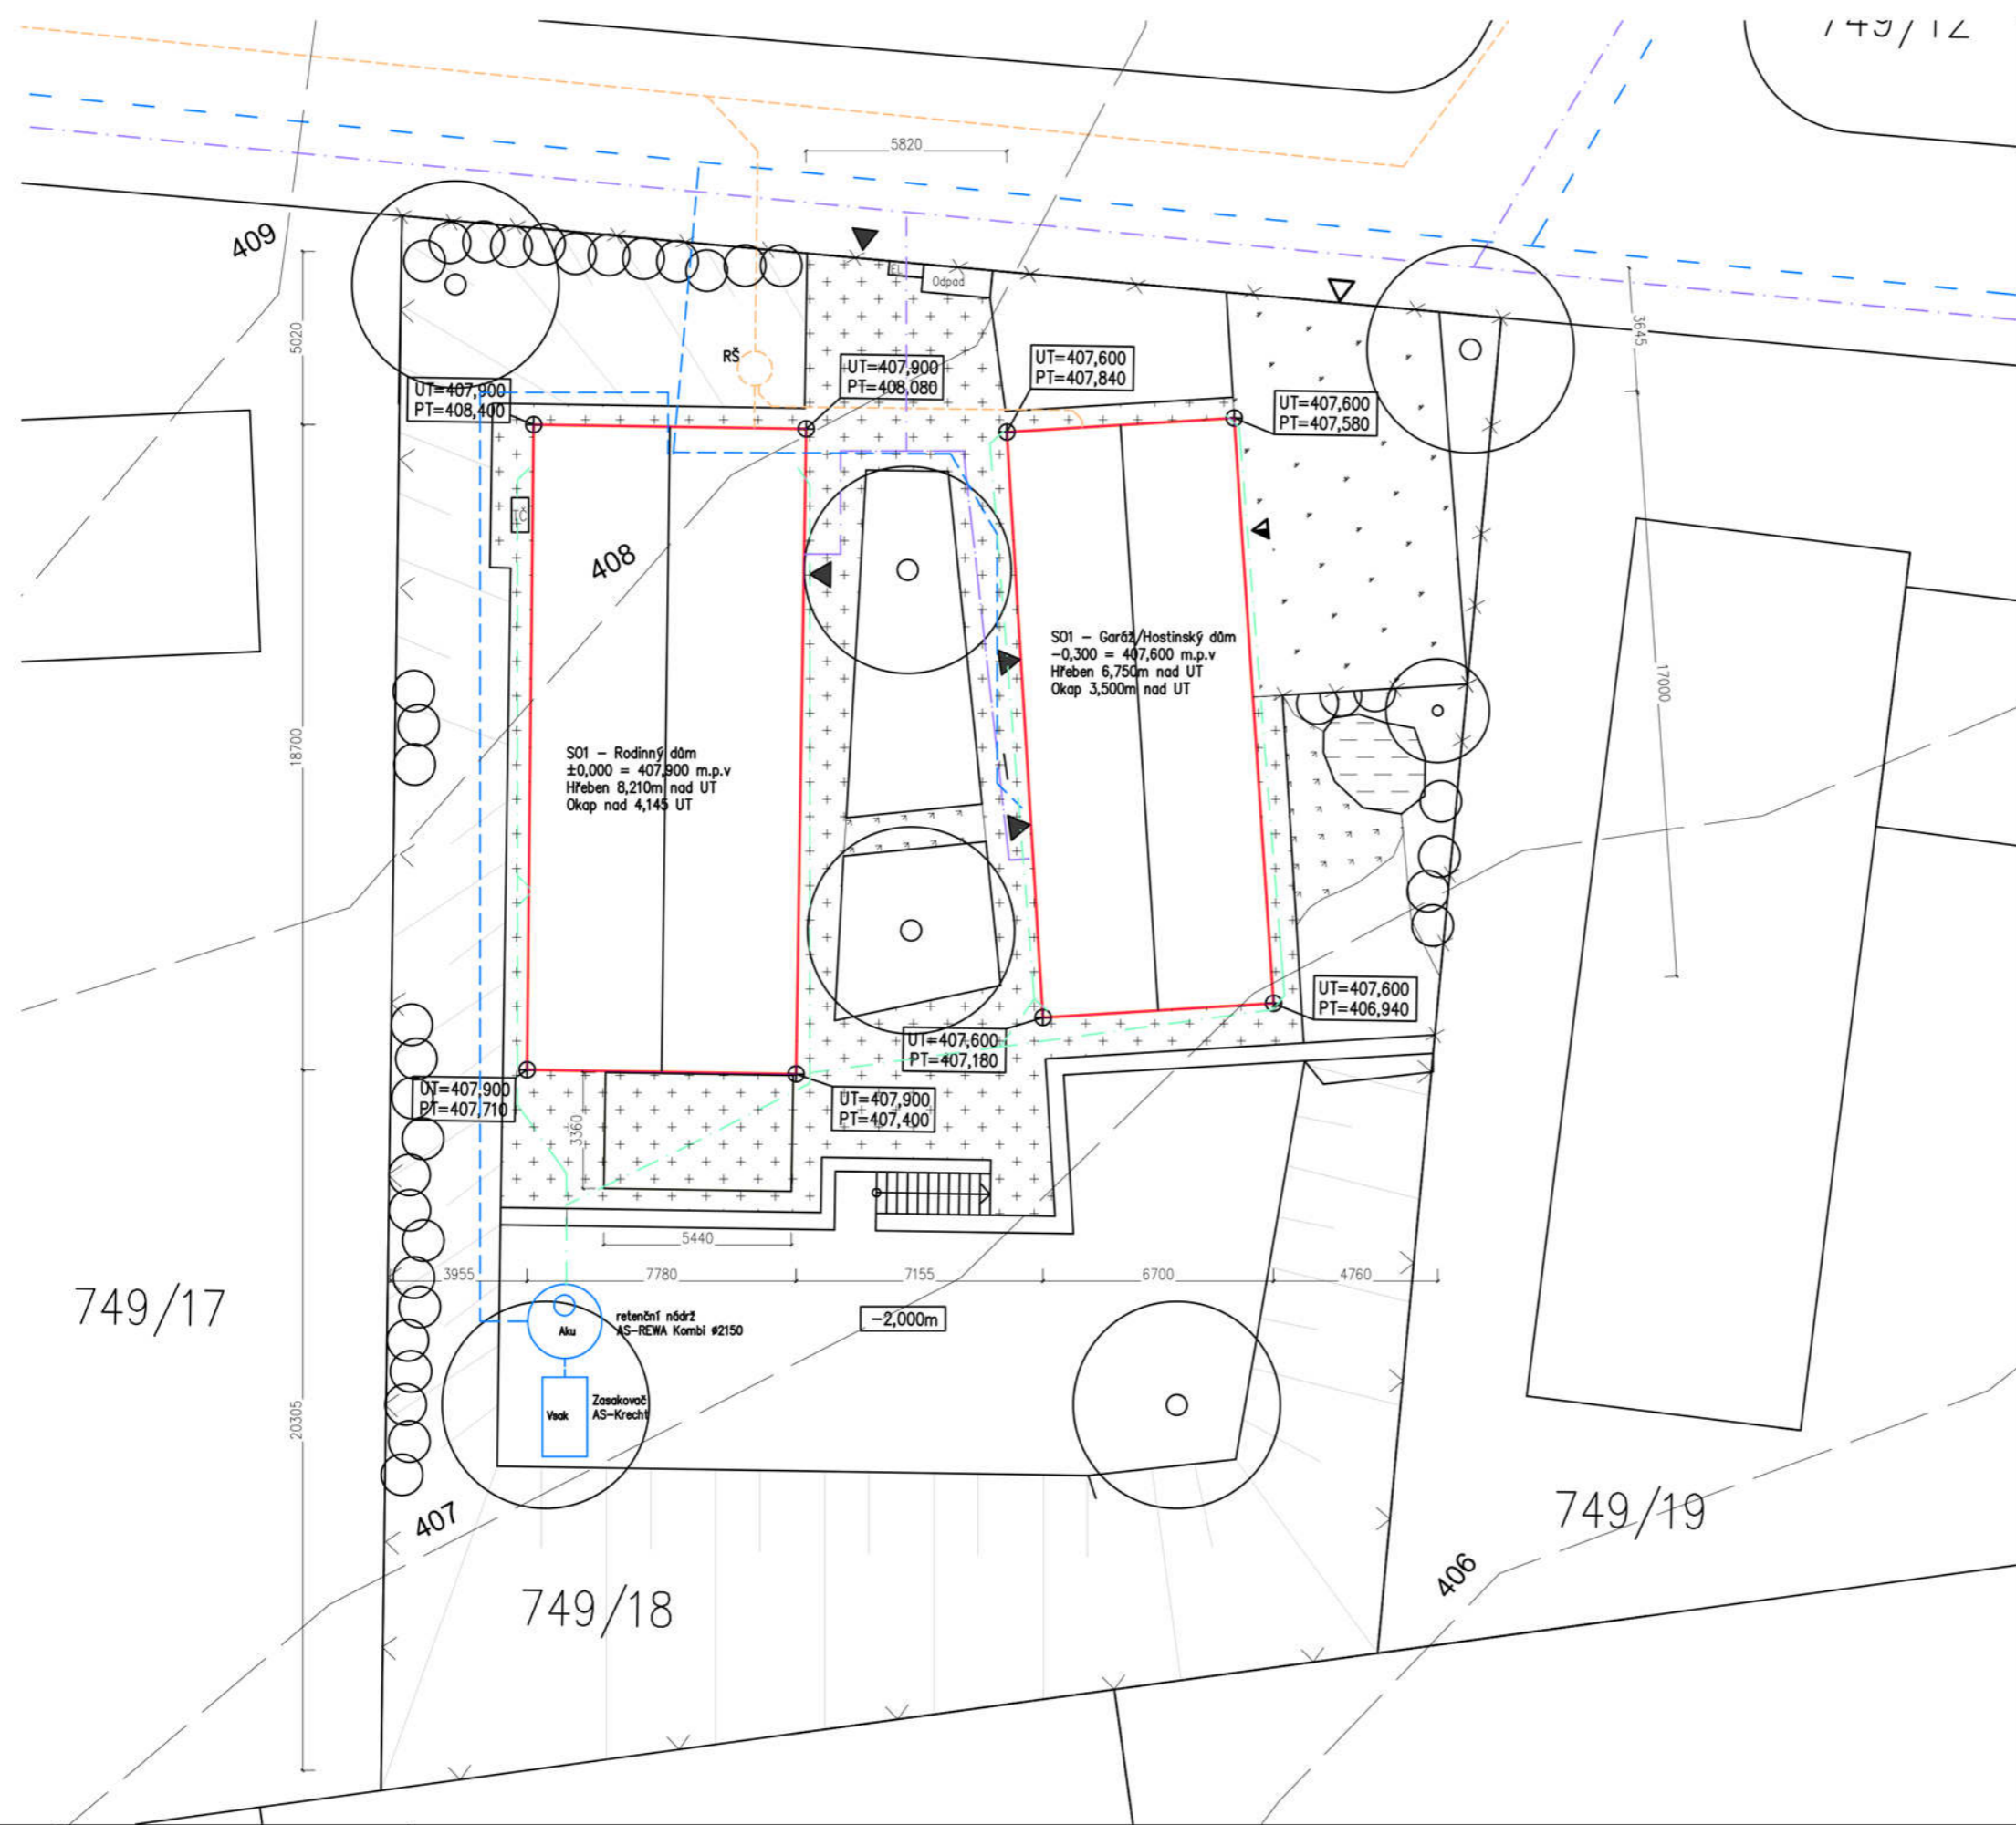 749/12
5820
409
EL
Odpad
3645
5020
RŠ
UT=407,900
PT=408,080
UT=407,600
PT=407,840
UT=407,900
PT=408,400
UT=407,600
PT=407,580
TČ
408
S01 – Garáž/Hostinský dům
-0,300 = 407,600 m.p.v
Hřeben 6,750m nad UT
Okap 3,500m nad UT
17000
18700
S01 – Rodinný dům
±0,000 = 407,900 m.p.v
Hřeben 8,210m nad UT
Okap nad 4,145 UT
UT=407,600
PT=406,940
UT=407,600
PT=407,180
UT=407,900
PT=407,710
UT=407,900
PT=407,400
3360
5440
3955
7780
7155
6700
4760
749/17
-2,000m
retenční nádrž
AS-REWA Kombi ø2150
Aku
Zasakovač
AS-Krecht
Vsak
20305
407
749/19
406
749/18